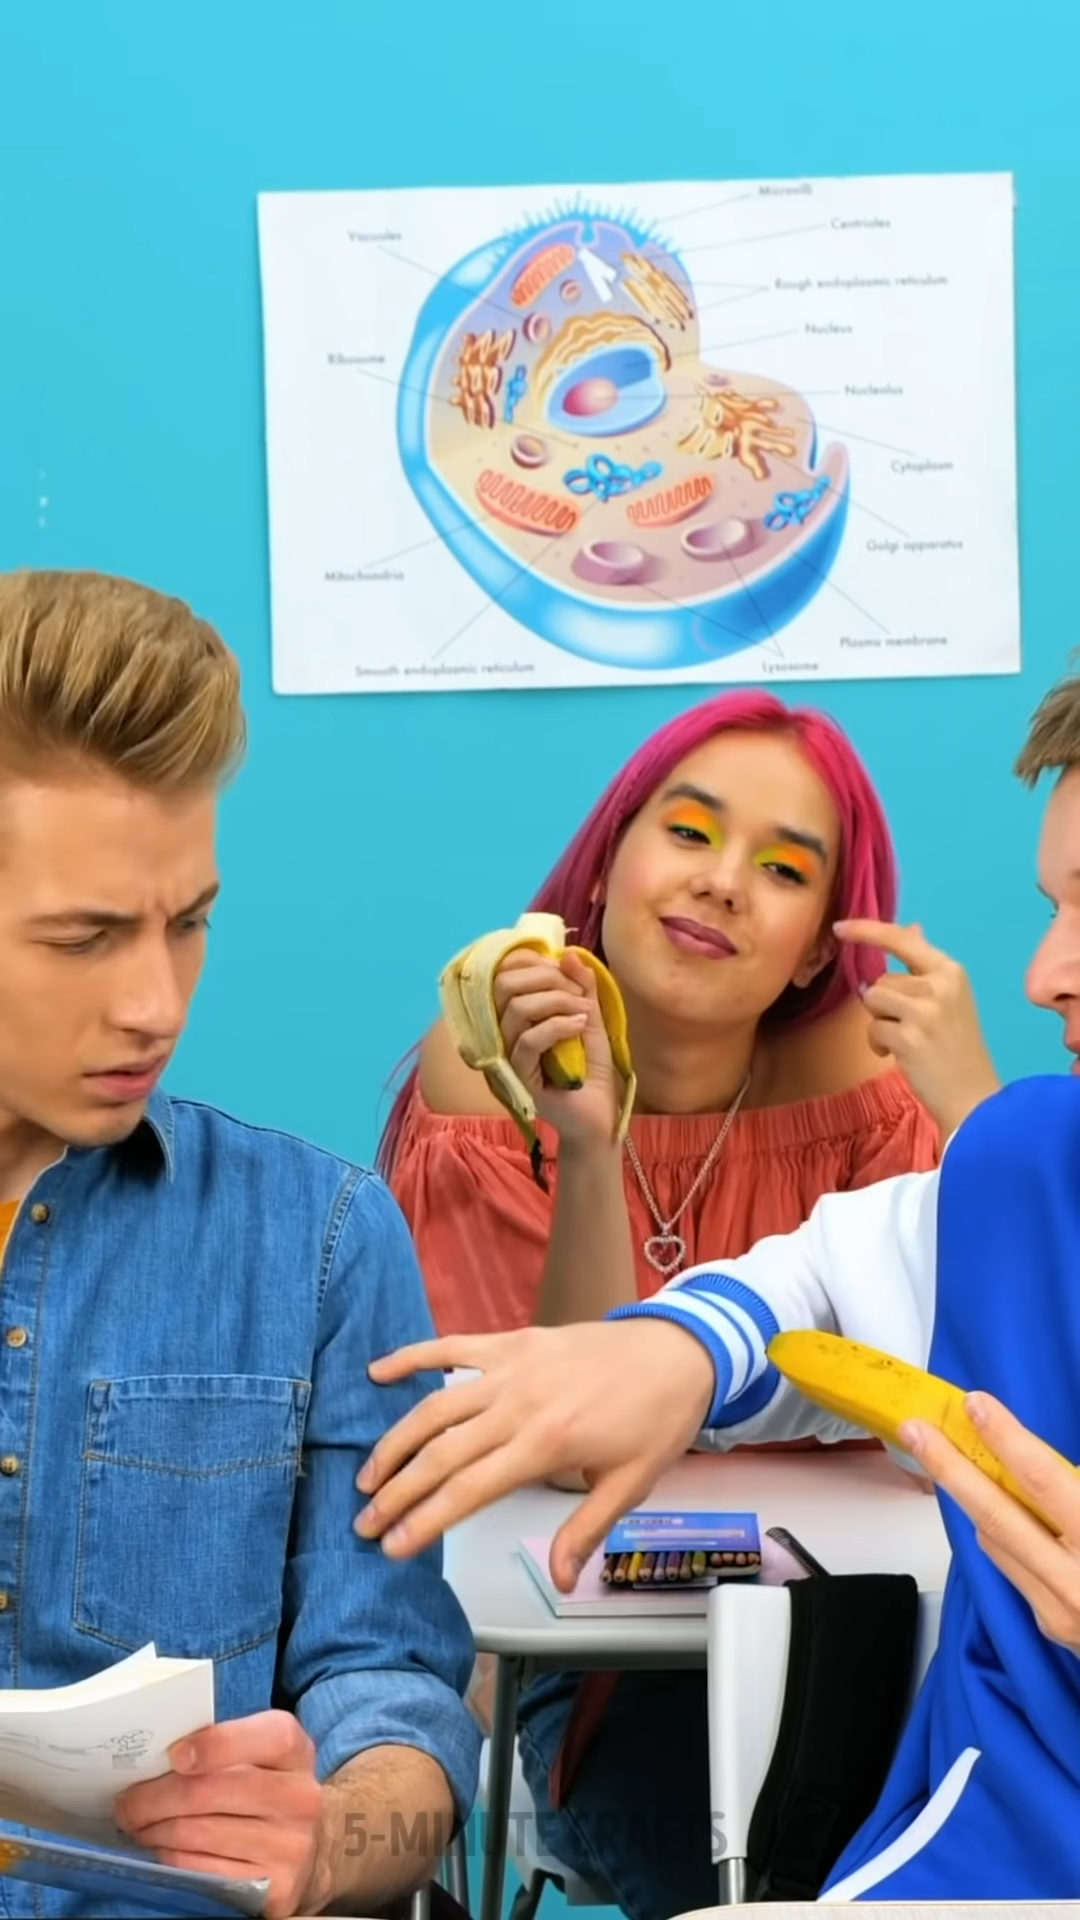 Microvilli
Vacuoles
Centrioles
Rough endoplasmic reticulum
Nucleus
Ribosome
Nucleolus
Cytoplasm
Golgi apparatus
Mitochondria
Plasma membrane
Smooth endoplasmic reticulum
Lysosome
5-MINUTE CRAFTS